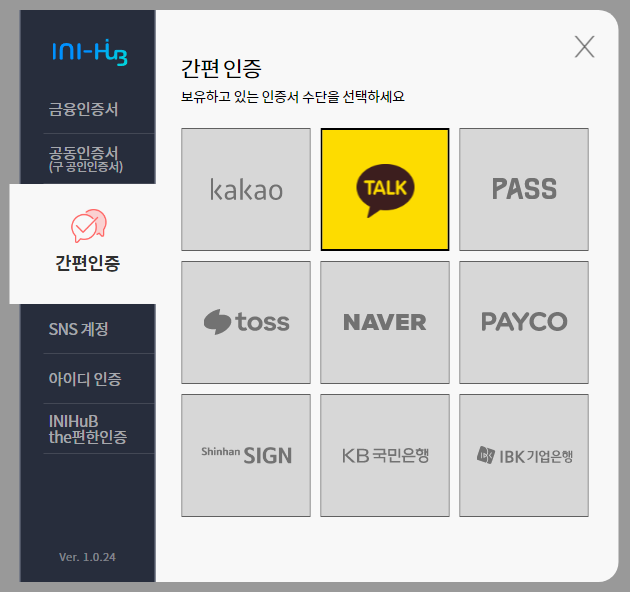 INI-HUB
금융인증서
공동인증서
(구 공인인증서)
간편인증
SNS 계정
아이디 인증
INIHuB
the편한인증
Ver. 1.0.24
간편 인증
보유하고 있는 인증서 수단을 선택하세요
kakao
TALK
PASS
toss
NAVER
PAYCO
Shinhan SIGN
KB 국민은행
IBK IBK기업은행